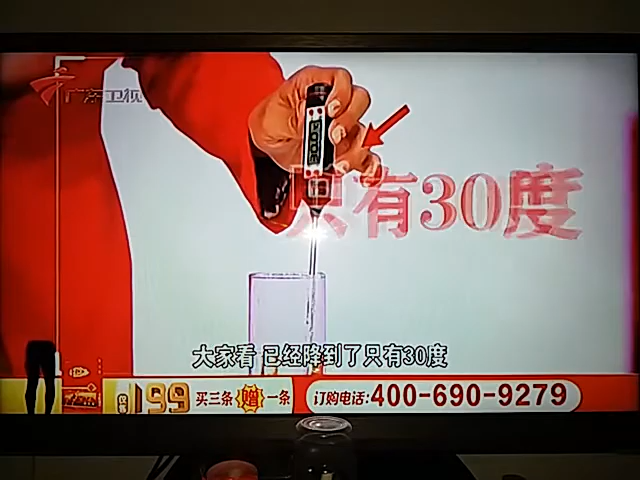 广东卫视
只有30度
大家看 已经降到了只有30度
199
买三条赠一条
订购电话:400-690-9279